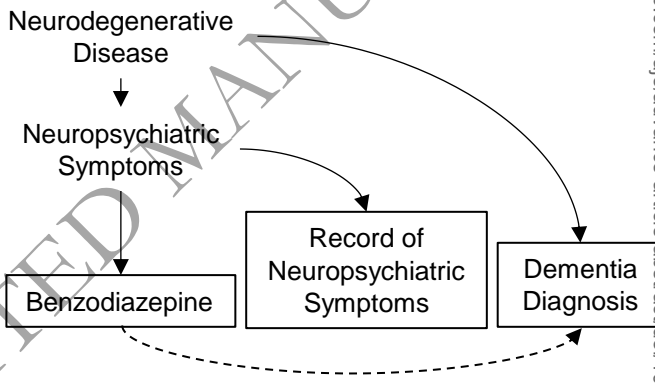 Neurodegenerative
Disease
Neuropsychiatric
Symptoms
Benzodiazepine
Record of
Neuropsychiatric
Symptoms
Dementia
Diagnosis